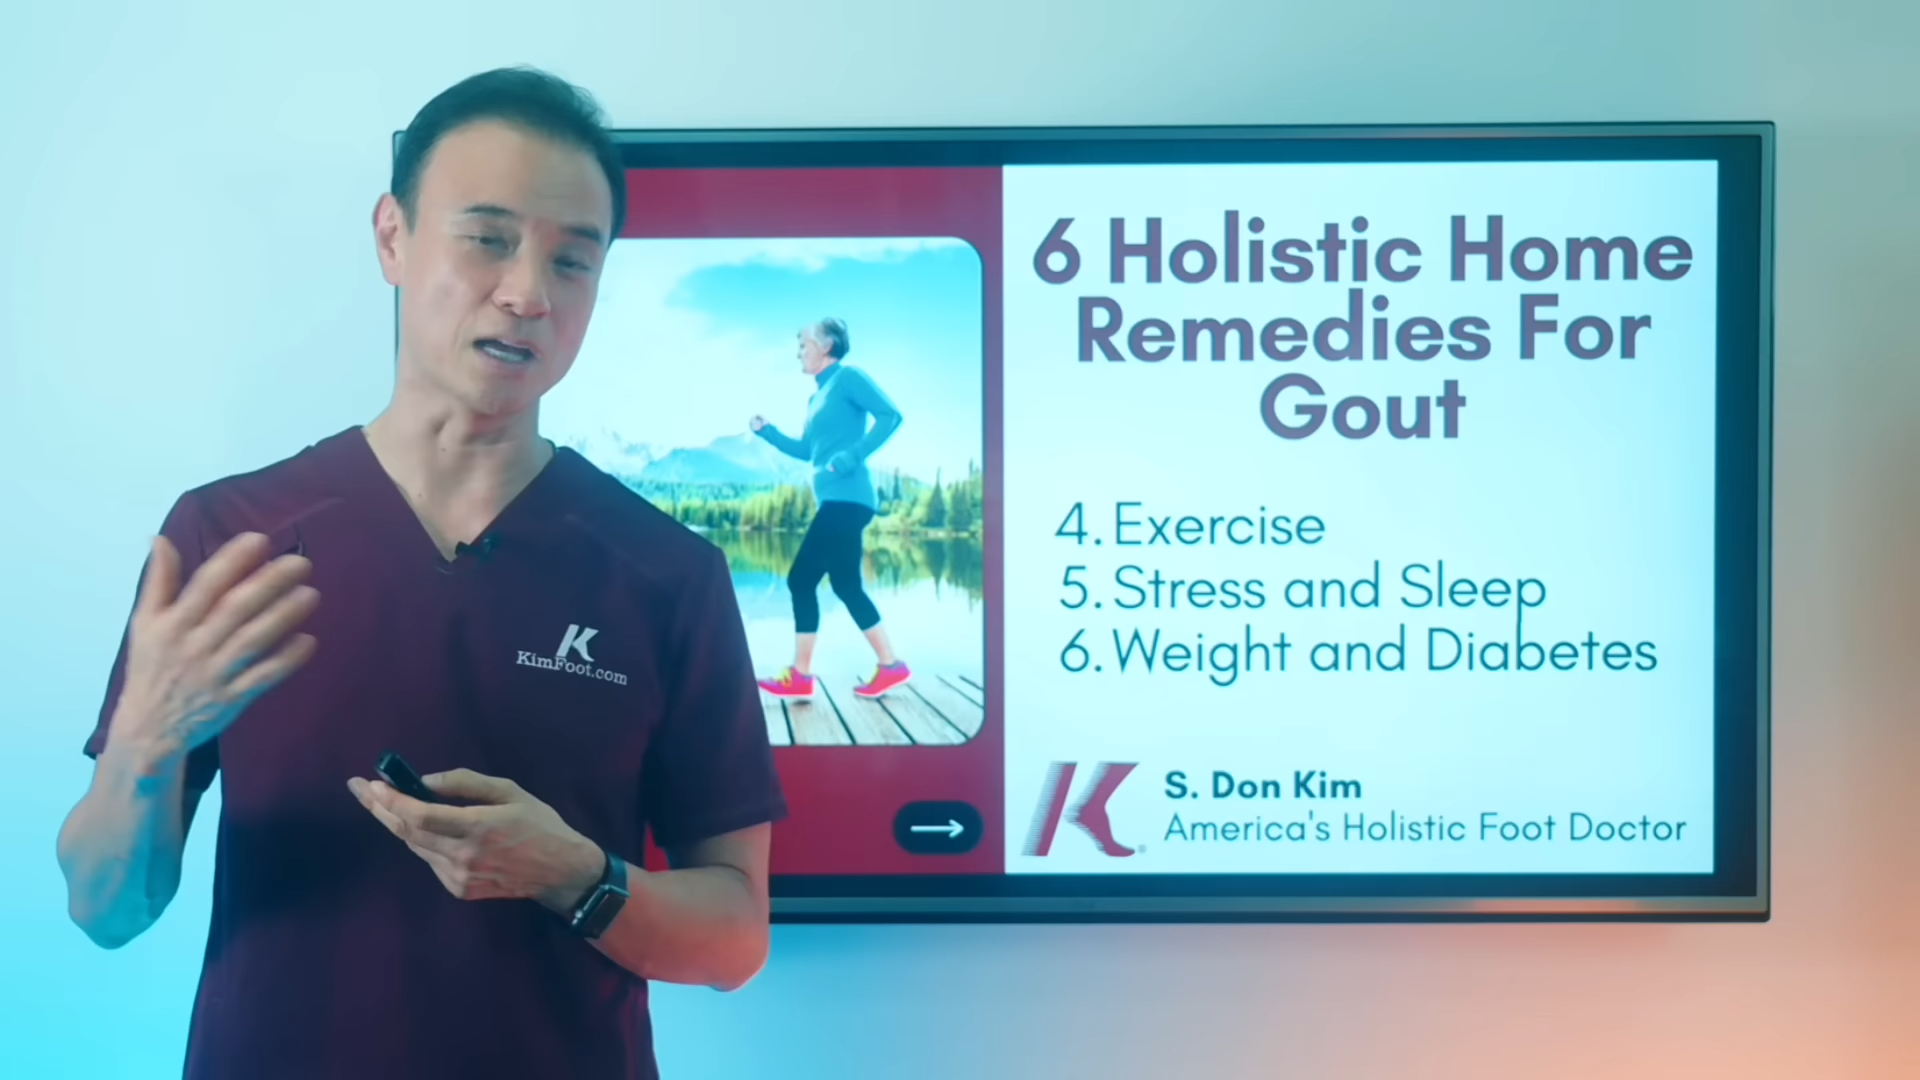 6 Holistic Home
Remedies For
Gout
4. Exercise
5. Stress and Sleep
6. Weight and Diabetes
K
S. Don Kim
America's Holistic Foot Doctor
K
KimFoot.com